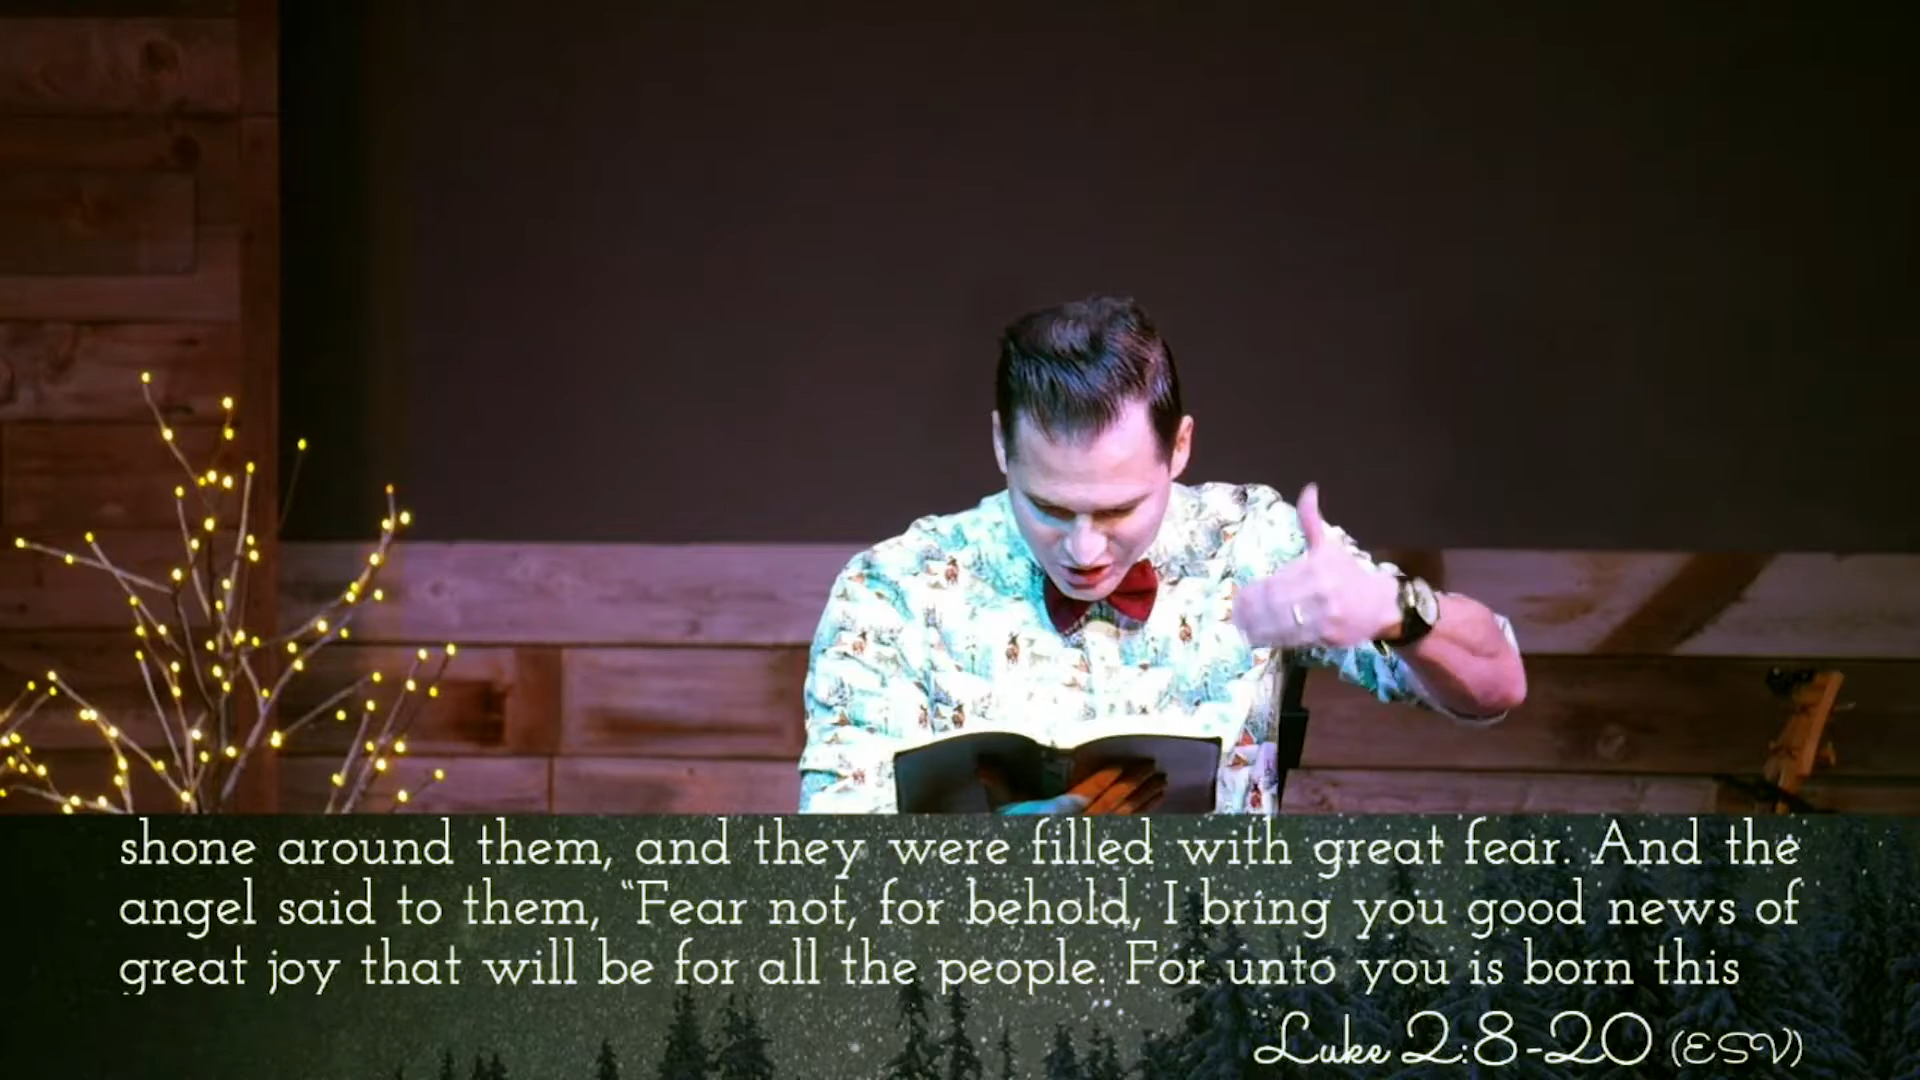 shone around them, and they were filled with great fear. And the
angel said to them, “Fear not, for behold, I bring you good news of
great joy that will be for all the people. For unto you is born this
Luke 2:8-20 (ESV)